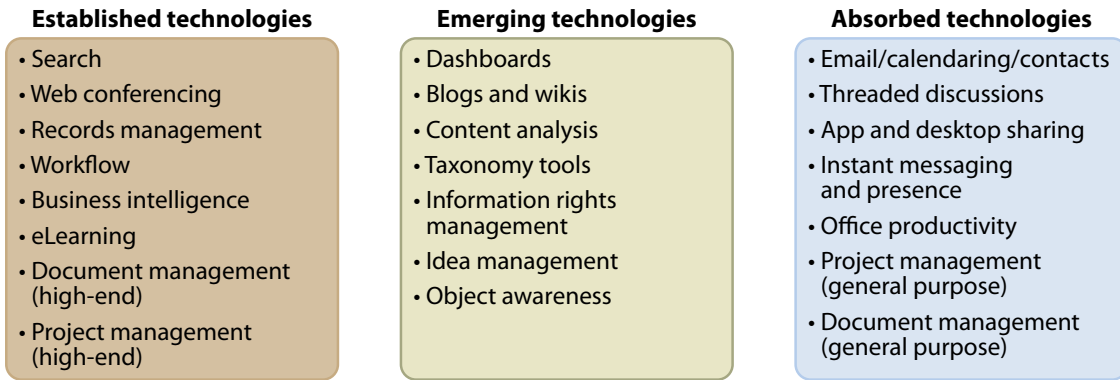 Established technologies
• Search
• Web conferencing
• Records management
• Workflow
• Business intelligence
• eLearning
• Document management
(high-end)
• Project management
(high-end)
Emerging technologies
• Dashboards
• Blogs and wikis
• Content analysis
• Taxonomy tools
• Information rights
management
• Idea management
• Object awareness
Absorbed technologies
• Email/calendaring/contacts
• Threaded discussions
• App and desktop sharing
• Instant messaging
and presence
• Office productivity
• Project management
(general purpose)
• Document management
(general purpose)